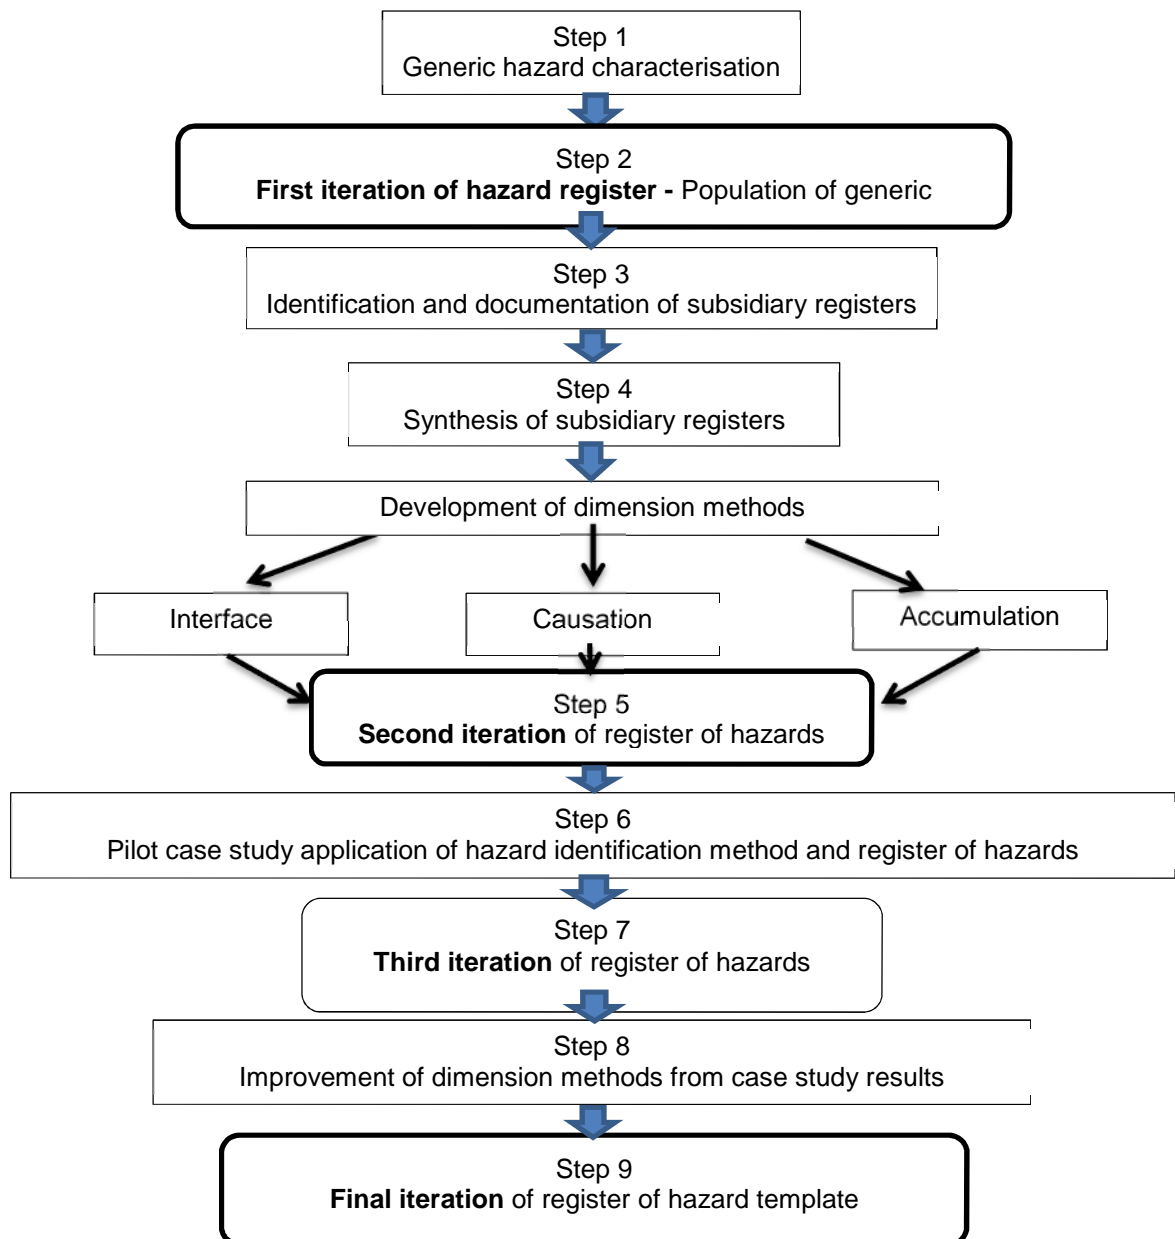 Step 1
Generic hazard characterisation
Step 2
First iteration of hazard register - Population of generic
Step 3
Identification and documentation of subsidiary registers
Step 4
Synthesis of subsidiary registers
Development of dimension methods
Interface
Causation
Accumulation
Step 5
Second iteration of register of hazards
Step 6
Pilot case study application of hazard identification method and register of hazards
Step 7
Third iteration of register of hazards
Step 8
Improvement of dimension methods from case study results
Step 9
Final iteration of register of hazard template